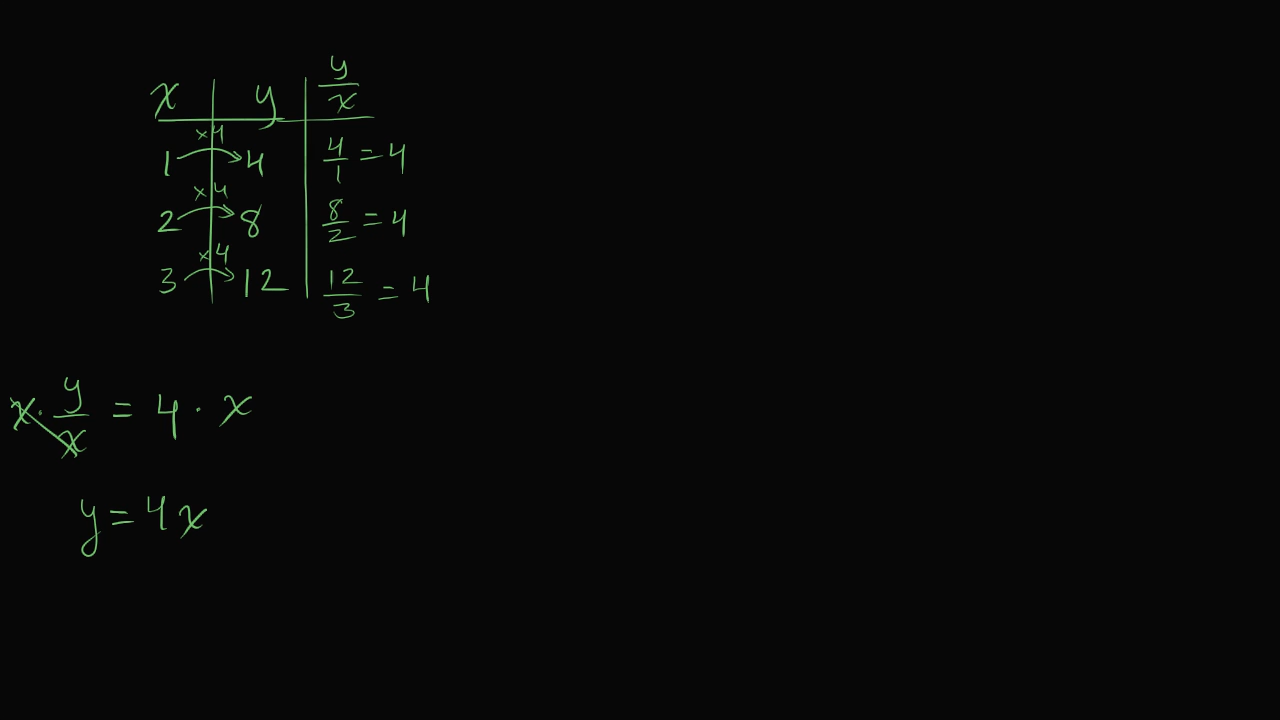 x y y/x
×4
1 4 4/1 = 4
×4
2 8 8/2 = 4
×4
3 12 12/3 = 4
x · y/x = 4 · x
y = 4x